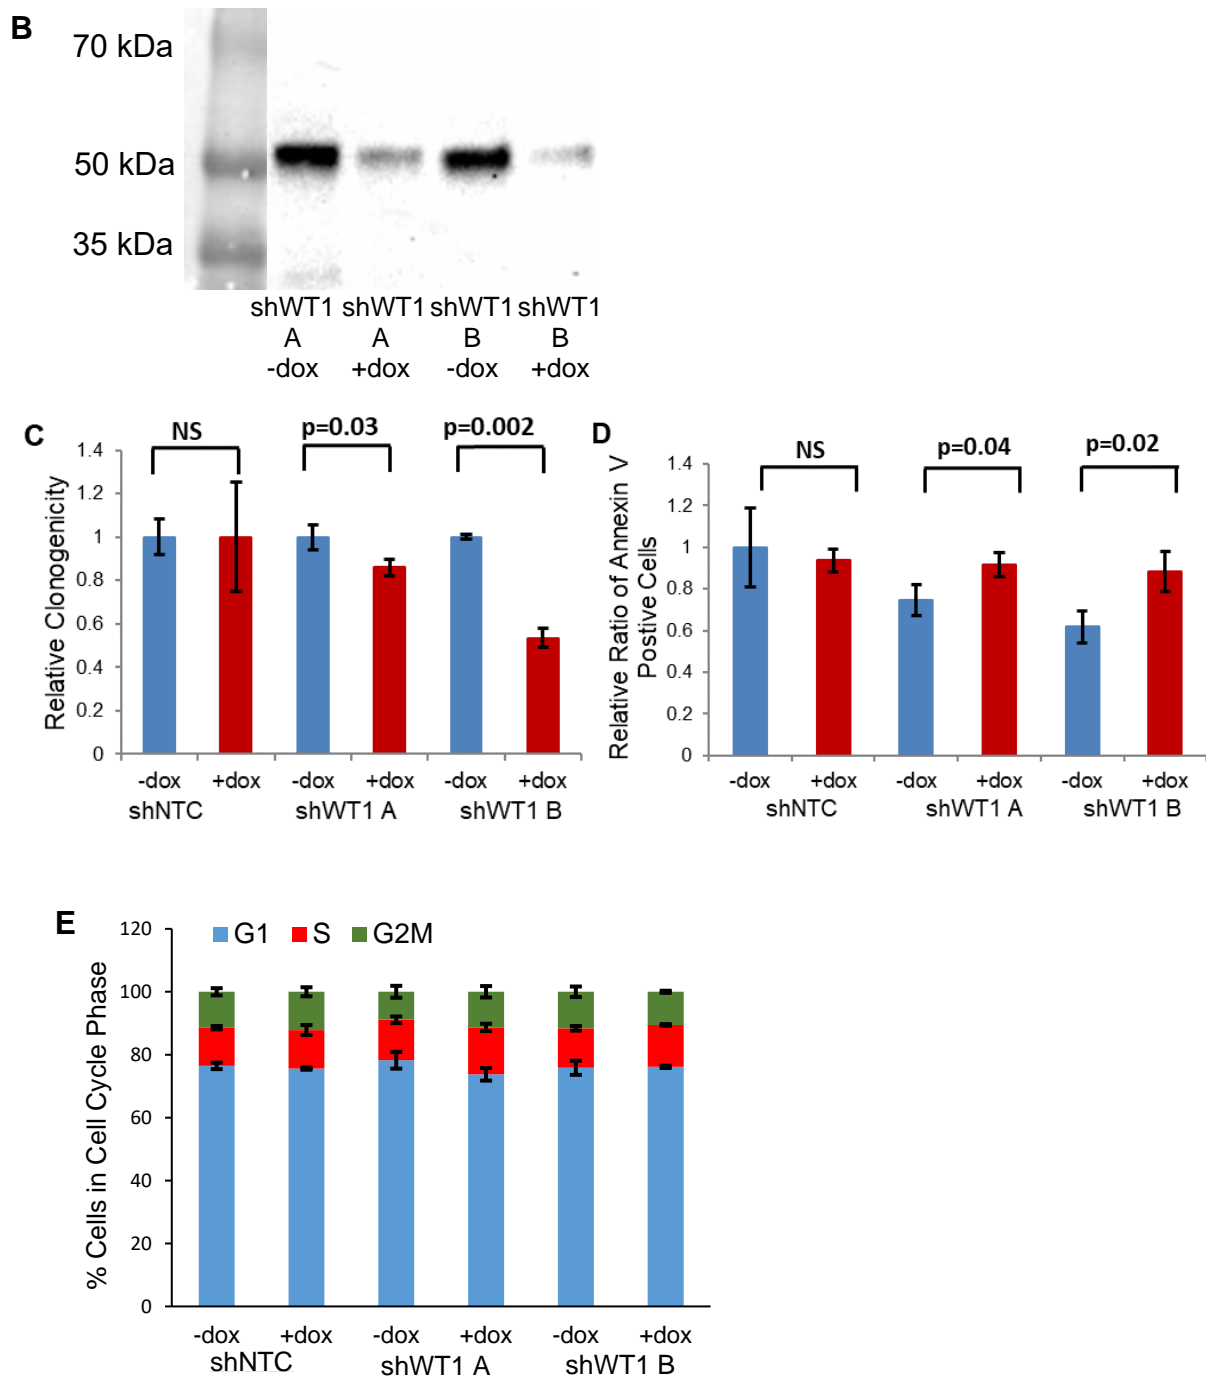 B
70 kDa
50 kDa
35 kDa
shWT1 shWT1 shWT1 shWT1
A A B B
-dox +dox -dox +dox
C
NS p=0.03 p=0.002
Relative Clonogenicity
1.4
1.2
1
0.8
0.6
0.4
0.2
0
-dox +dox -dox +dox -dox +dox
shNTC shWT1 A shWT1 B
D
NS p=0.04 p=0.02
Relative Ratio of Annexin V
Postive Cells
1.4
1.2
1
0.8
0.6
0.4
0.2
0
-dox +dox -dox +dox -dox +dox
shNTC shWT1 A shWT1 B
E
G1 S G2M
% Cells in Cell Cycle Phase
120
100
80
60
40
20
0
-dox +dox -dox +dox -dox +dox
shNTC shWT1 A shWT1 B